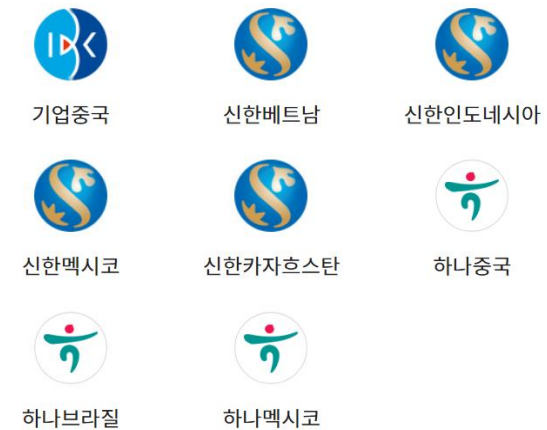 IBK
기업중국
신한베트남
신한인도네시아
신한멕시코
신한카자흐스탄
하나중국
하나브라질
하나멕시코